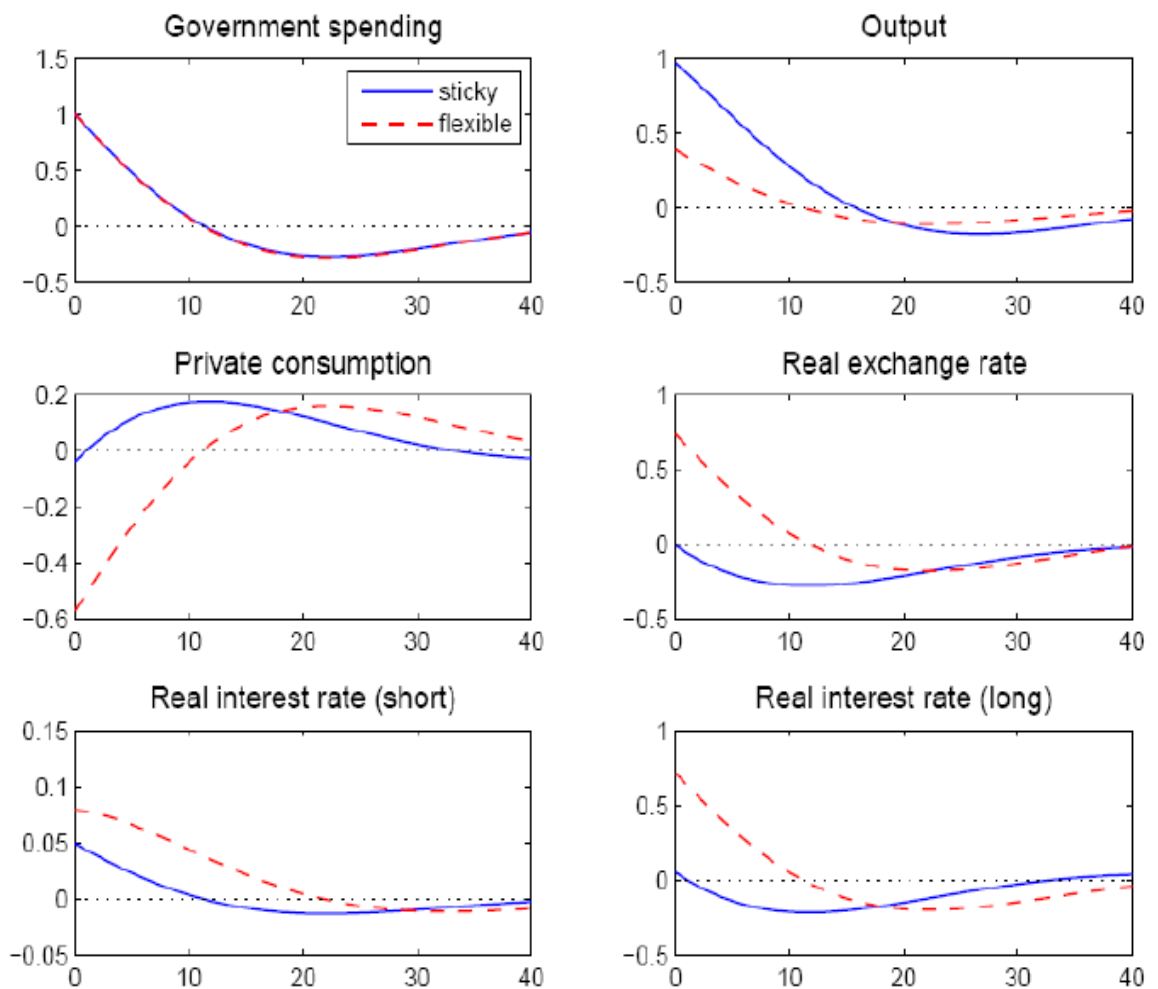 Government spending
1.5
1
0.5
0
−0.5
0 10 20 30 40
sticky
flexible
Output
1
0.5
0
−0.5
0 10 20 30 40
Private consumption
0.2
0
−0.2
−0.4
−0.6
0 10 20 30 40
Real exchange rate
1
0.5
0
−0.5
0 10 20 30 40
Real interest rate (short)
0.15
0.1
0.05
0
−0.05
0 10 20 30 40
Real interest rate (long)
1
0.5
0
−0.5
0 10 20 30 40